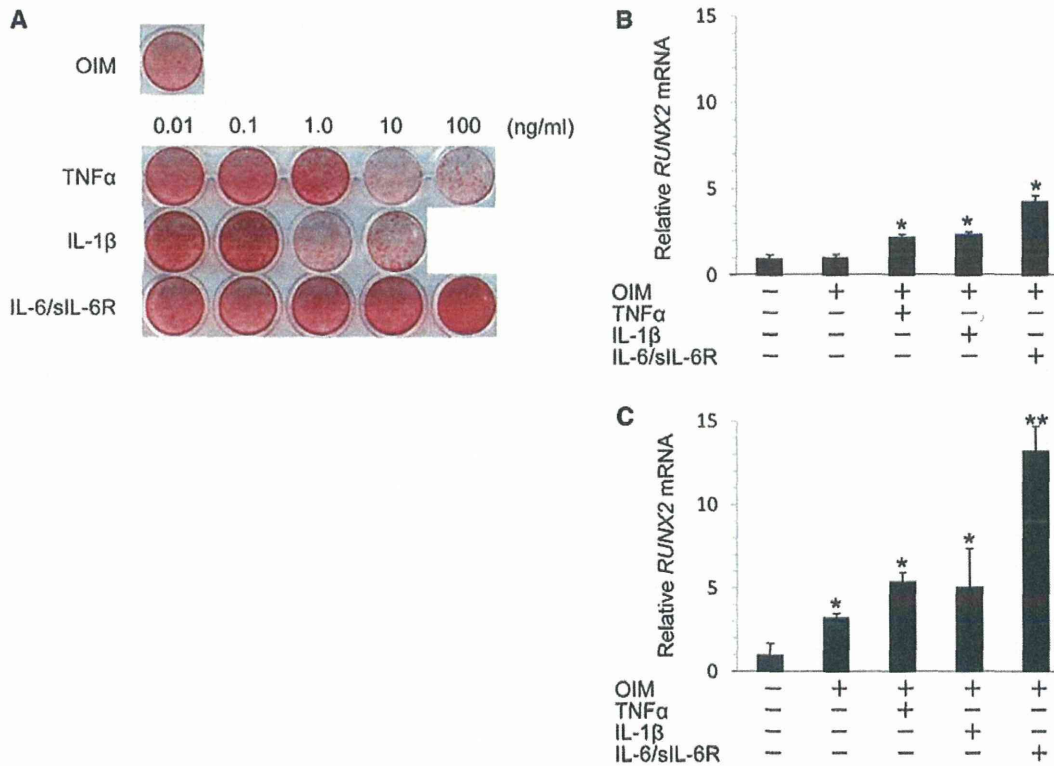 A
OIM
0.01 0.1 1.0 10 100 (ng/ml)
TNFα
IL-1β
IL-6/sIL-6R
B
Relative RUNX2 mRNA
15
10
5
0
* * *
OIM − + + + +
TNFα − − + − −
IL-1β − − − + −
IL-6/sIL-6R − − − − +
C
Relative RUNX2 mRNA
15
10
5
0
* * * **
OIM − + + + +
TNFα − − + − −
IL-1β − − − + −
IL-6/sIL-6R − − − − +